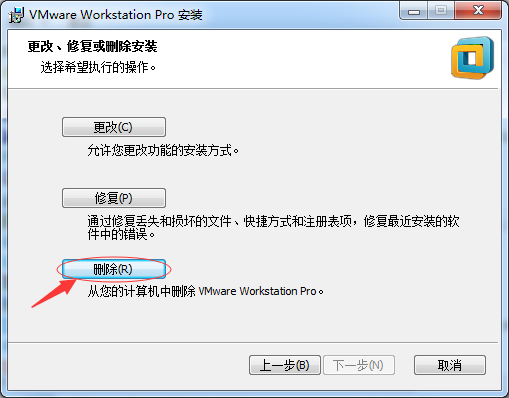 VMware Workstation Pro 安装
更改、修复或删除安装
选择希望执行的操作。
更改(C)
允许您更改功能的安装方式。
修复(P)
通过修复丢失和损坏的文件、快捷方式和注册表项，修复最近安装的软
件中的错误。
删除(R)
从您的计算机中删除 VMware Workstation Pro。
上一步(B) 下一步(N) 取消